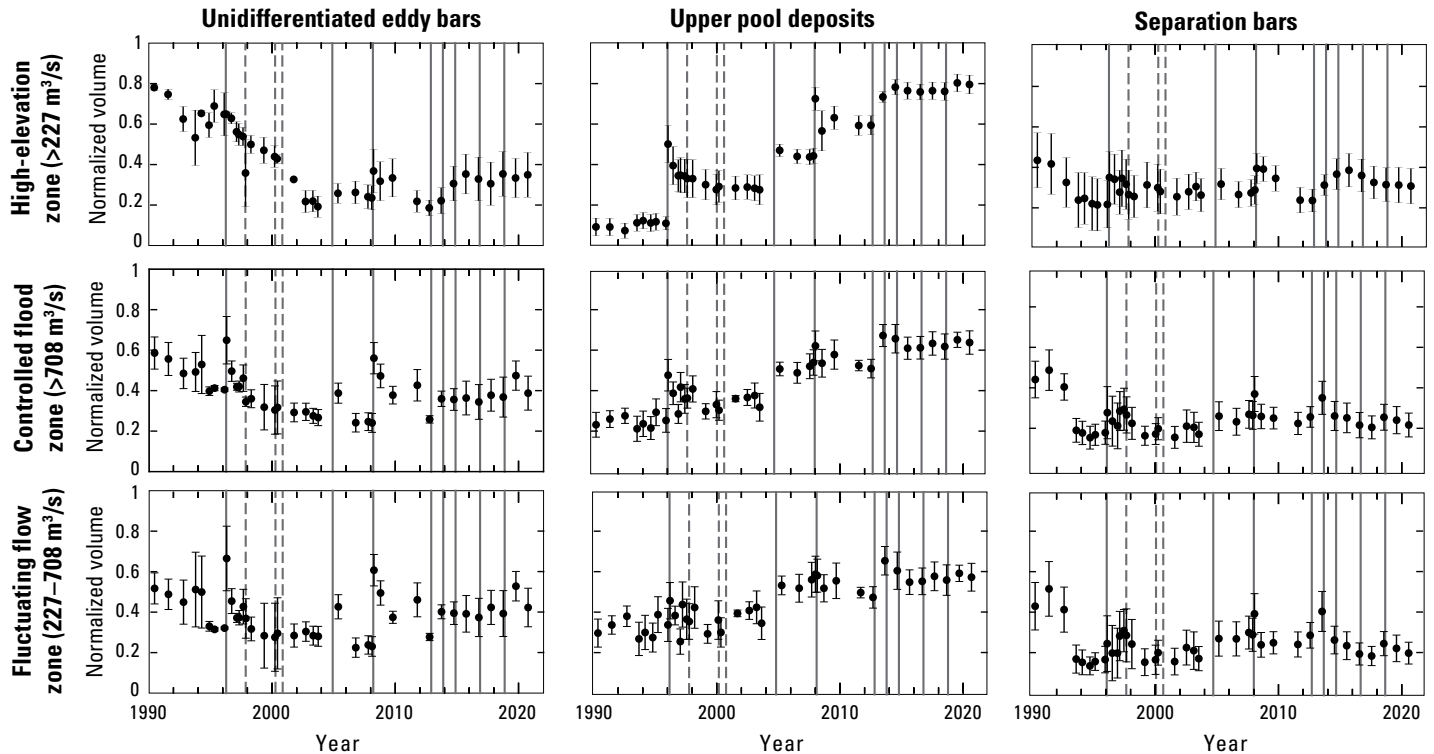 Unidifferentiated eddy bars
Upper pool deposits
Separation bars
High-elevation
zone (>227 m³/s)
Normalized volume
1
0.8
0.6
0.4
0.2
0
Controlled flood
zone (>708 m³/s)
Normalized volume
1
0.8
0.6
0.4
0.2
0
Fluctuating flow
zone (227–708 m³/s)
Normalized volume
1
0.8
0.6
0.4
0.2
0
1990 2000 2010 2020
Year
1990 2000 2010 2020
Year
1990 2000 2010 2020
Year